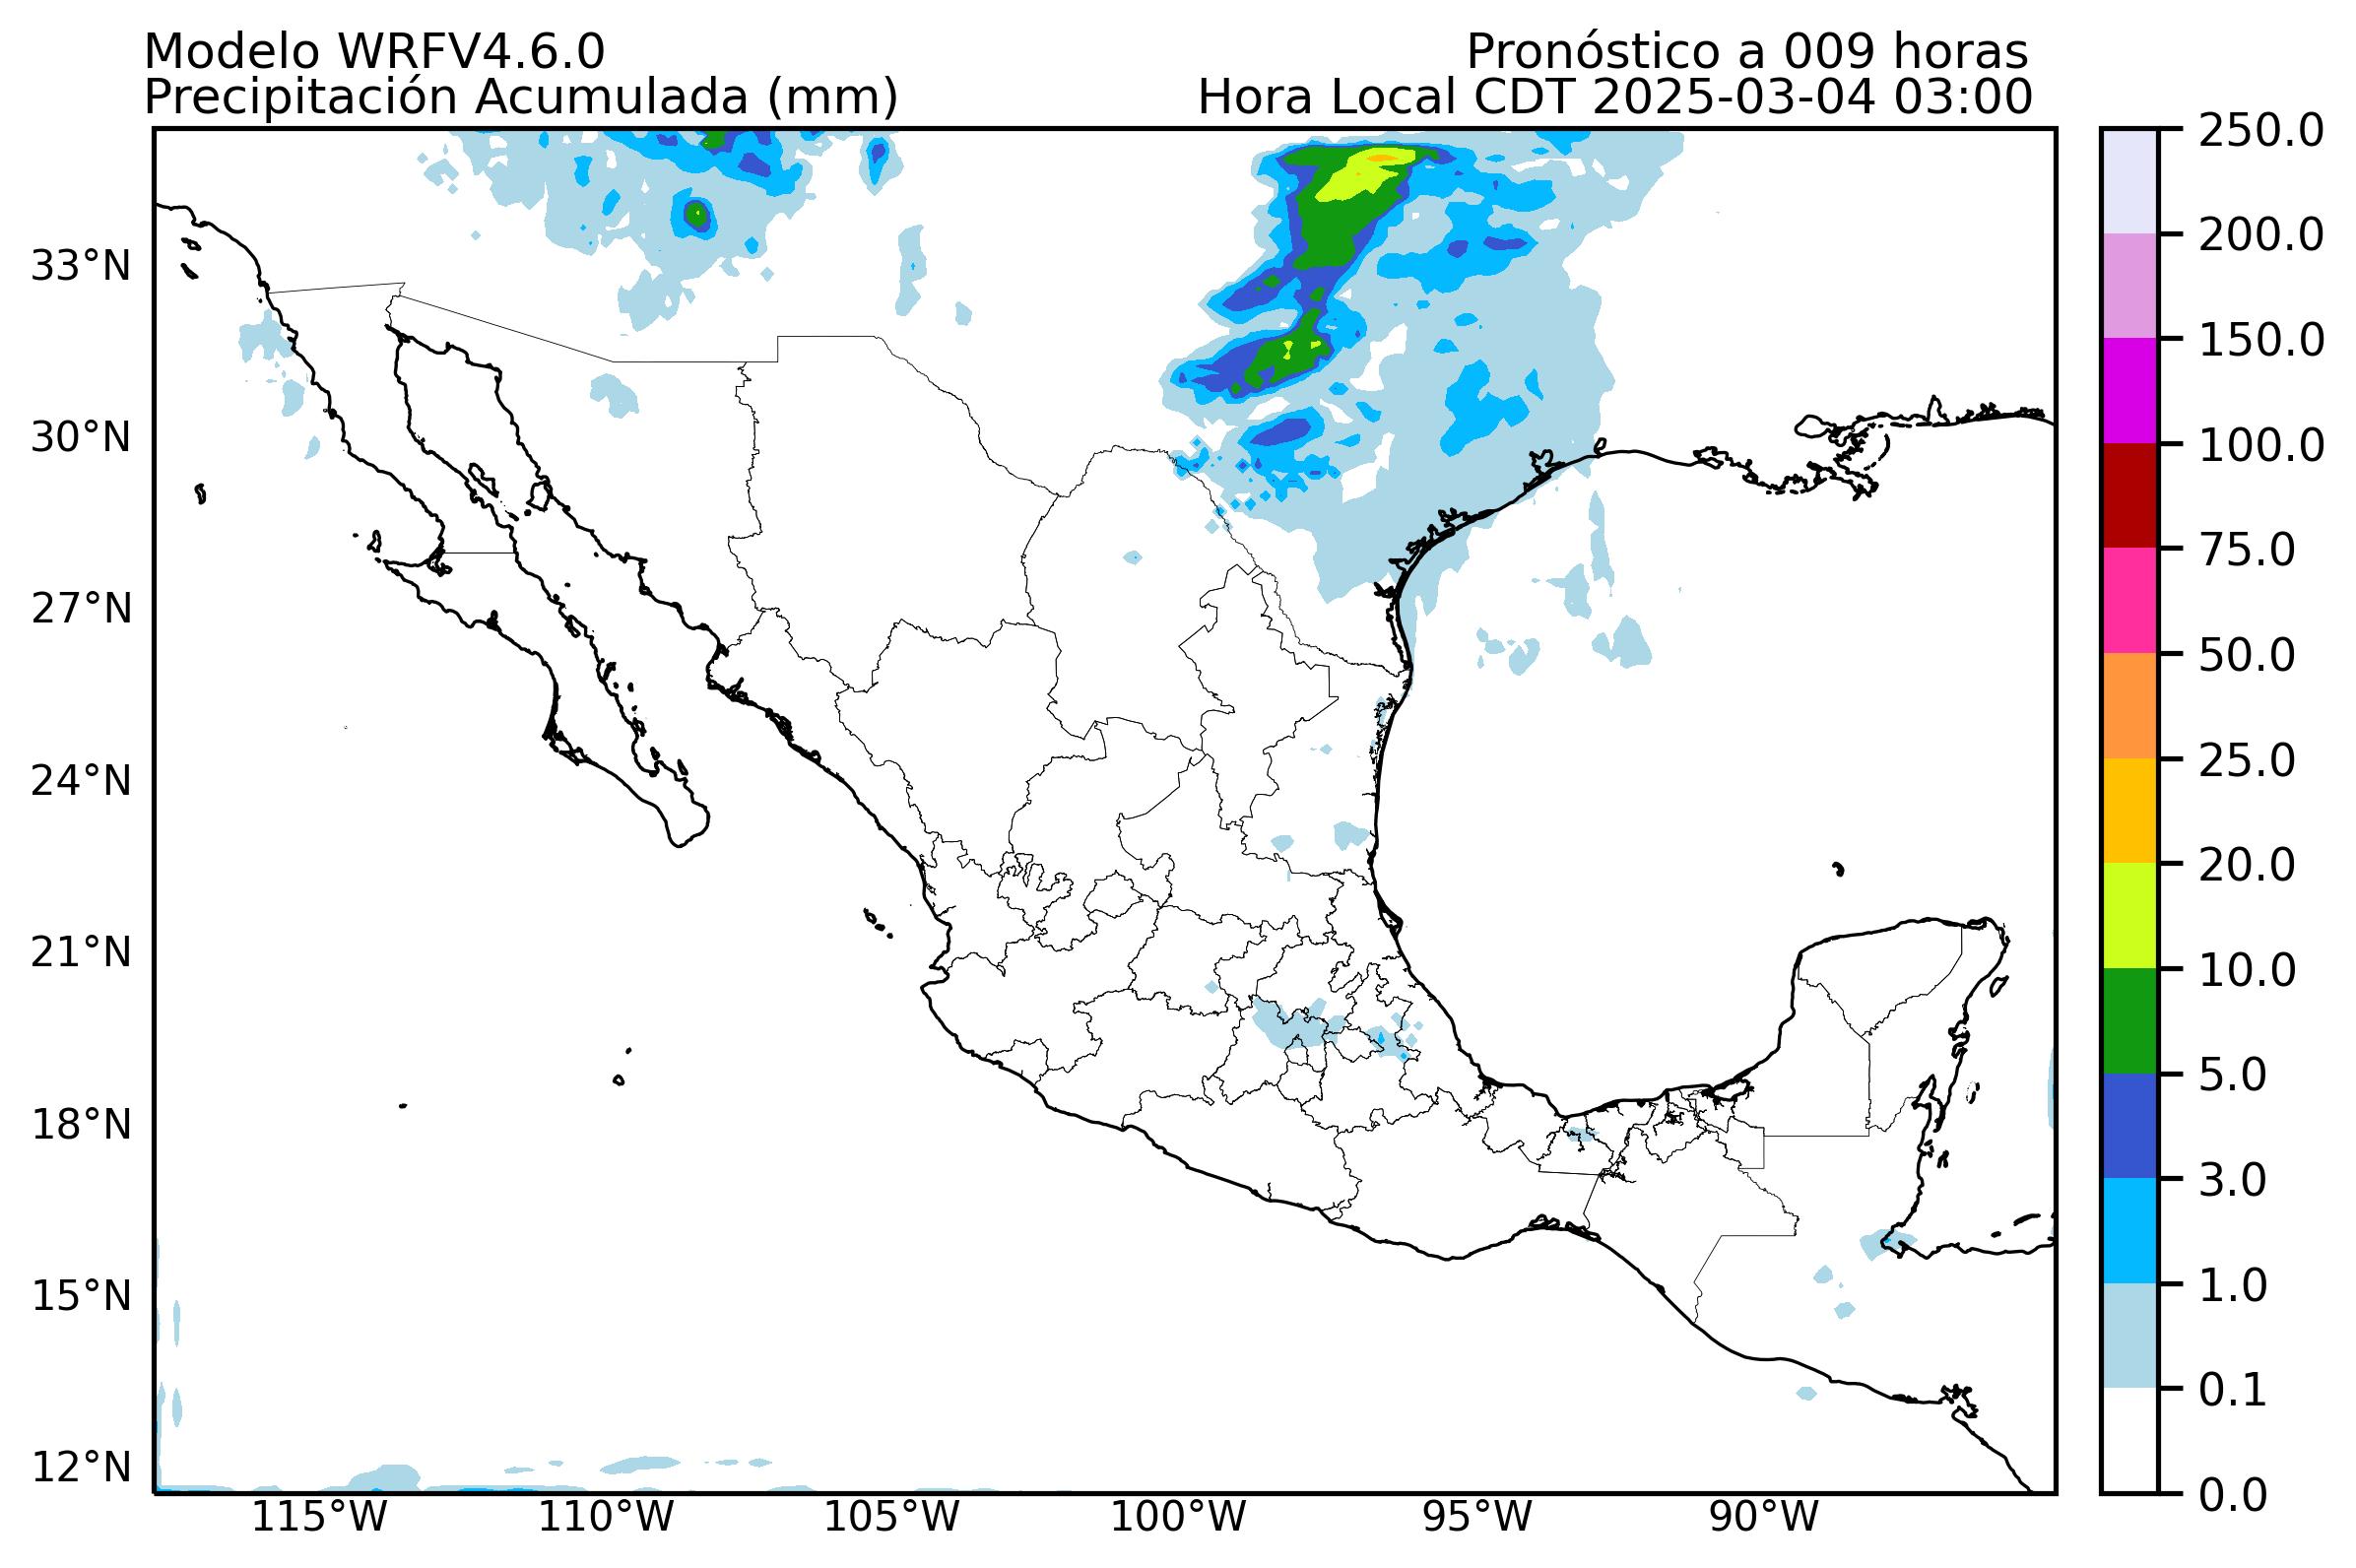 Modelo WRFV4.6.0
Pronóstico a 009 horas
Precipitación Acumulada (mm)
Hora Local CDT 2025-03-04 03:00
250.0
200.0
150.0
100.0
75.0
50.0
25.0
20.0
10.0
5.0
3.0
1.0
0.1
0.0
33°N
30°N
27°N
24°N
21°N
18°N
15°N
12°N
115°W
110°W
105°W
100°W
95°W
90°W